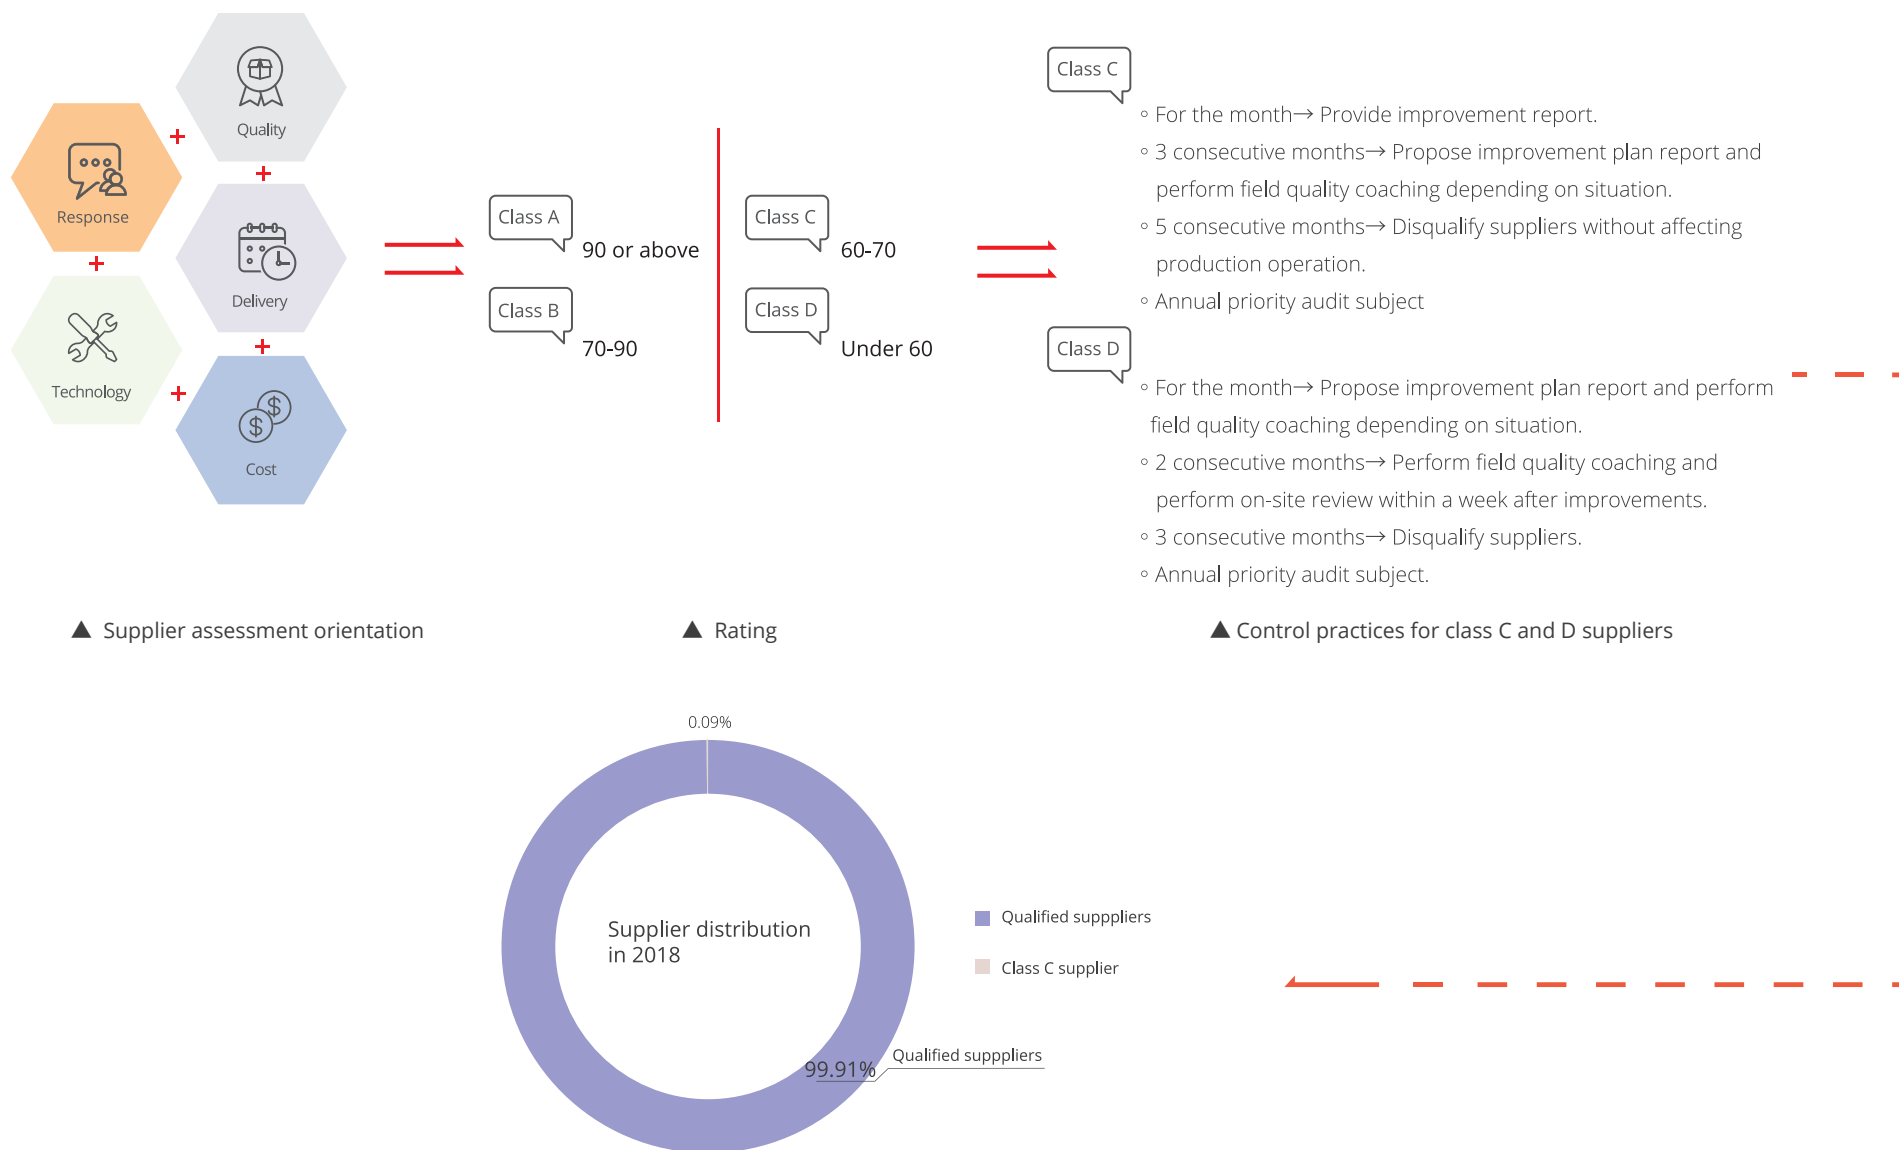 Quality
Response
Delivery
Technology
Cost
Class A
90 or above
Class B
70-90
Class C
60-70
Class D
Under 60
Class C
◦ For the month→ Provide improvement report.
◦ 3 consecutive months→ Propose improvement plan report and
perform field quality coaching depending on situation.
◦ 5 consecutive months→ Disqualify suppliers without affecting
production operation.
◦ Annual priority audit subject
Class D
◦ For the month→ Propose improvement plan report and perform
field quality coaching depending on situation.
◦ 2 consecutive months→ Perform field quality coaching and
perform on-site review within a week after improvements.
◦ 3 consecutive months→ Disqualify suppliers.
◦ Annual priority audit subject.
▲ Supplier assessment orientation
▲ Rating
▲ Control practices for class C and D suppliers
0.09%
Supplier distribution
in 2018
Qualified supppliers
Class C supplier
Qualified supppliers
99.91%